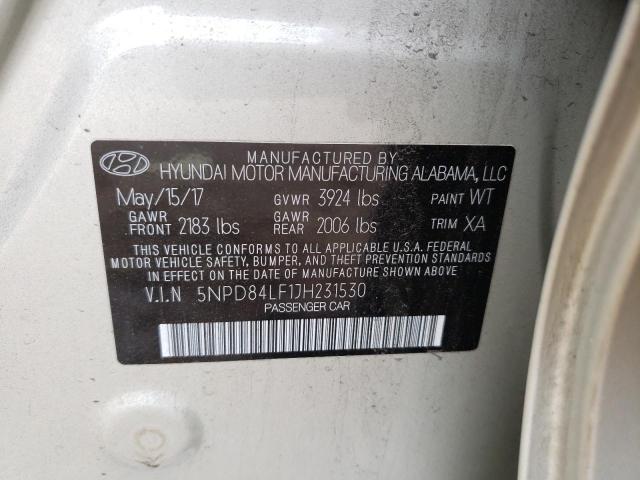 MANUFACTURED BY
HYUNDAI MOTOR MANUFACTURING ALABAMA, LLC
May/15/17 GVWR 3924 lbs PAINT WT
GAWR FRONT 2183 lbs GAWR REAR 2006 lbs TRIM XA
THIS VEHICLE CONFORMS TO ALL APPLICABLE U.S.A. FEDERAL
MOTOR VEHICLE SAFETY, BUMPER, AND THEFT PREVENTION STANDARDS
IN EFFECT ON THE DATE OF MANUFACTURE SHOWN ABOVE.
V.I.N 5NPD84LF1JH231530
PASSENGER CAR